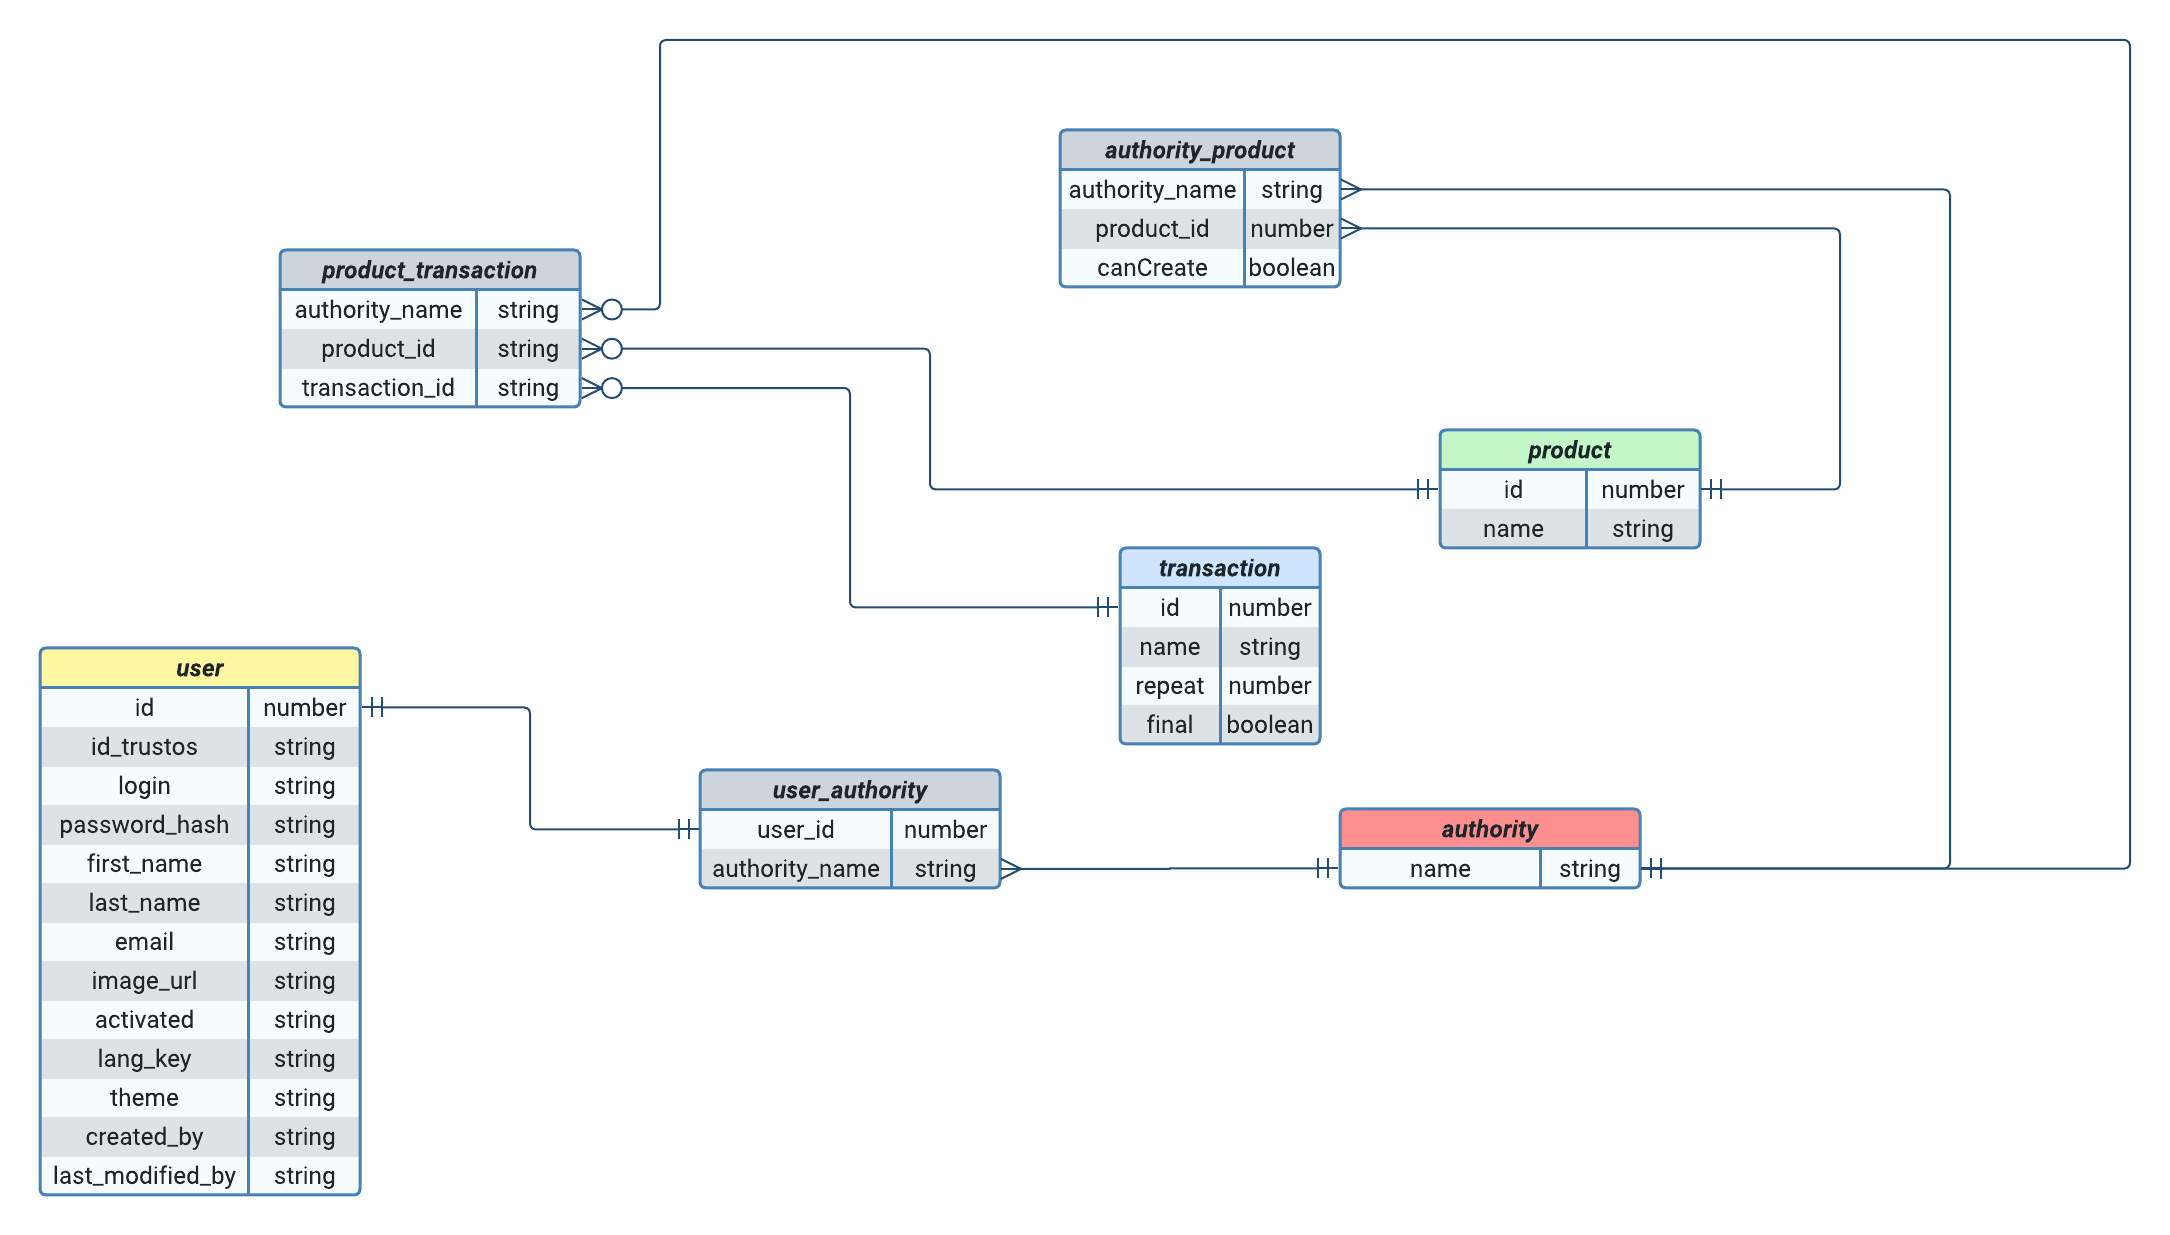 authority_product
authority_name string
product_id number
canCreate boolean
product_transaction
authority_name string
product_id string
transaction_id string
product
id number
name string
transaction
id number
name string
repeat number
final boolean
user
id number
id_trustos string
login string
password_hash string
first_name string
last_name string
email string
image_url string
activated string
lang_key string
theme string
created_by string
last_modified_by string
user_authority
user_id number
authority_name string
authority
name string